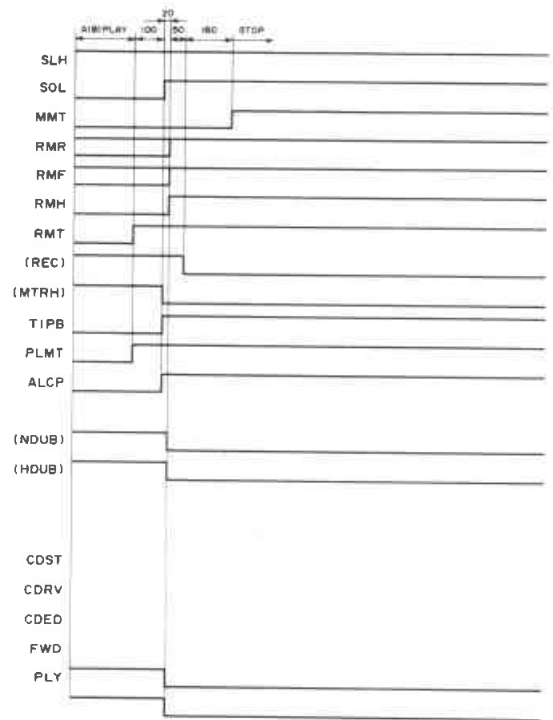 20
A(B)PLAY 100 50 160 STOP
SLH
SOL
MMT
RMR
RMF
RMH
RMT
(REC)
(MTRH)
TIPB
PLMT
ALCP
(NDUB)
(HDUB)
CDST
CDRV
CDED
FWD
PLY